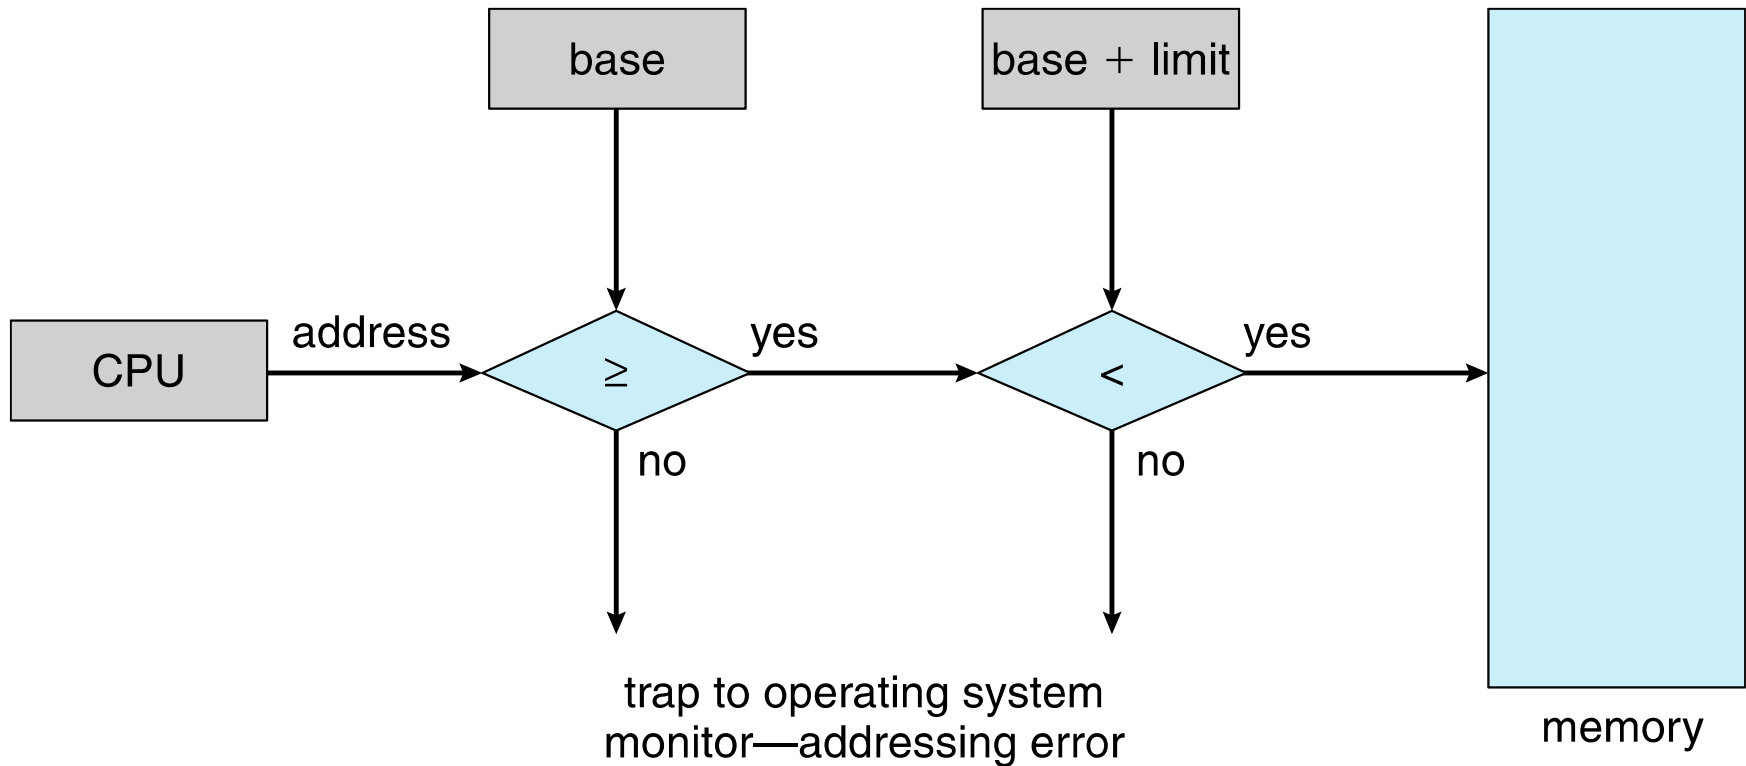 base
base + limit
CPU
address
≥
yes
<
yes
no
no
trap to operating system
monitor—addressing error
memory